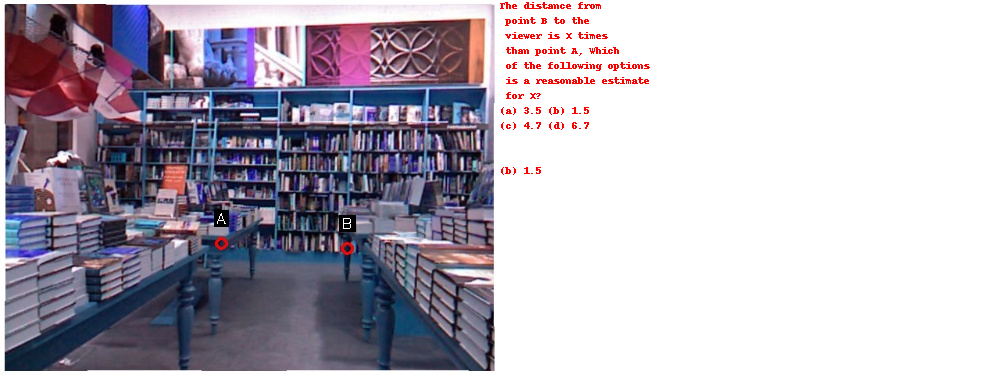 The distance from
point B to the
viewer is X times
than point A, Which
of the following options
is a reasonable estimate
for X?
(a) 3.5 (b) 1.5
(c) 4.7 (d) 6.7
(b) 1.5
A
B